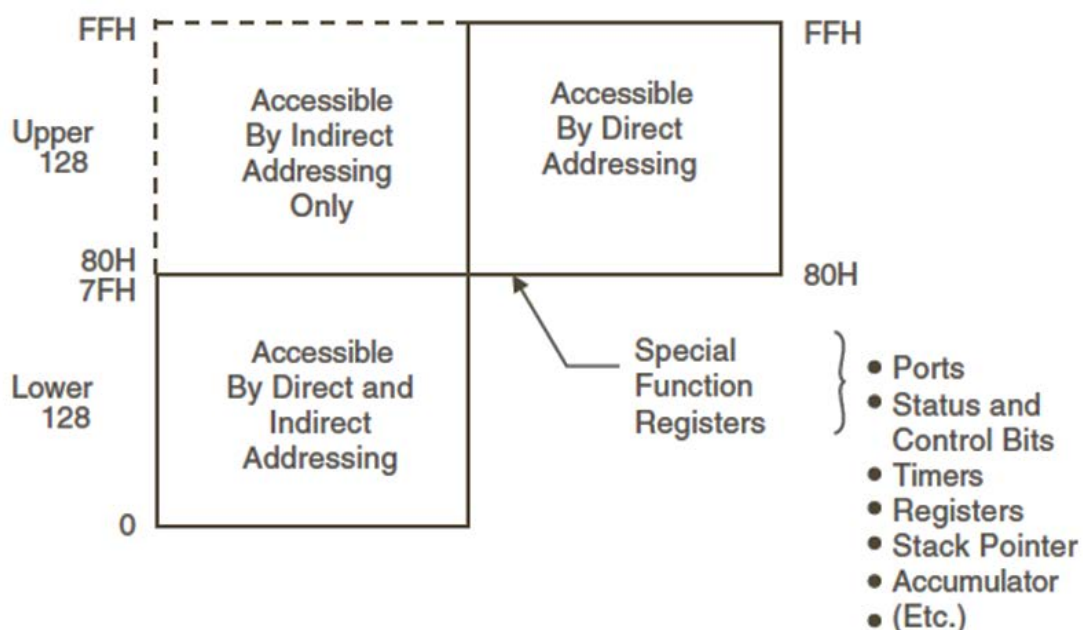 FFH
Upper
128
80H
7FH
Lower
128
0
Accessible
By Indirect
Addressing
Only
Accessible
By Direct
Addressing
FFH
80H
Accessible
By Direct and
Indirect
Addressing
Special
Function
Registers
• Ports
• Status and
Control Bits
• Timers
• Registers
• Stack Pointer
• Accumulator
• (Etc.)